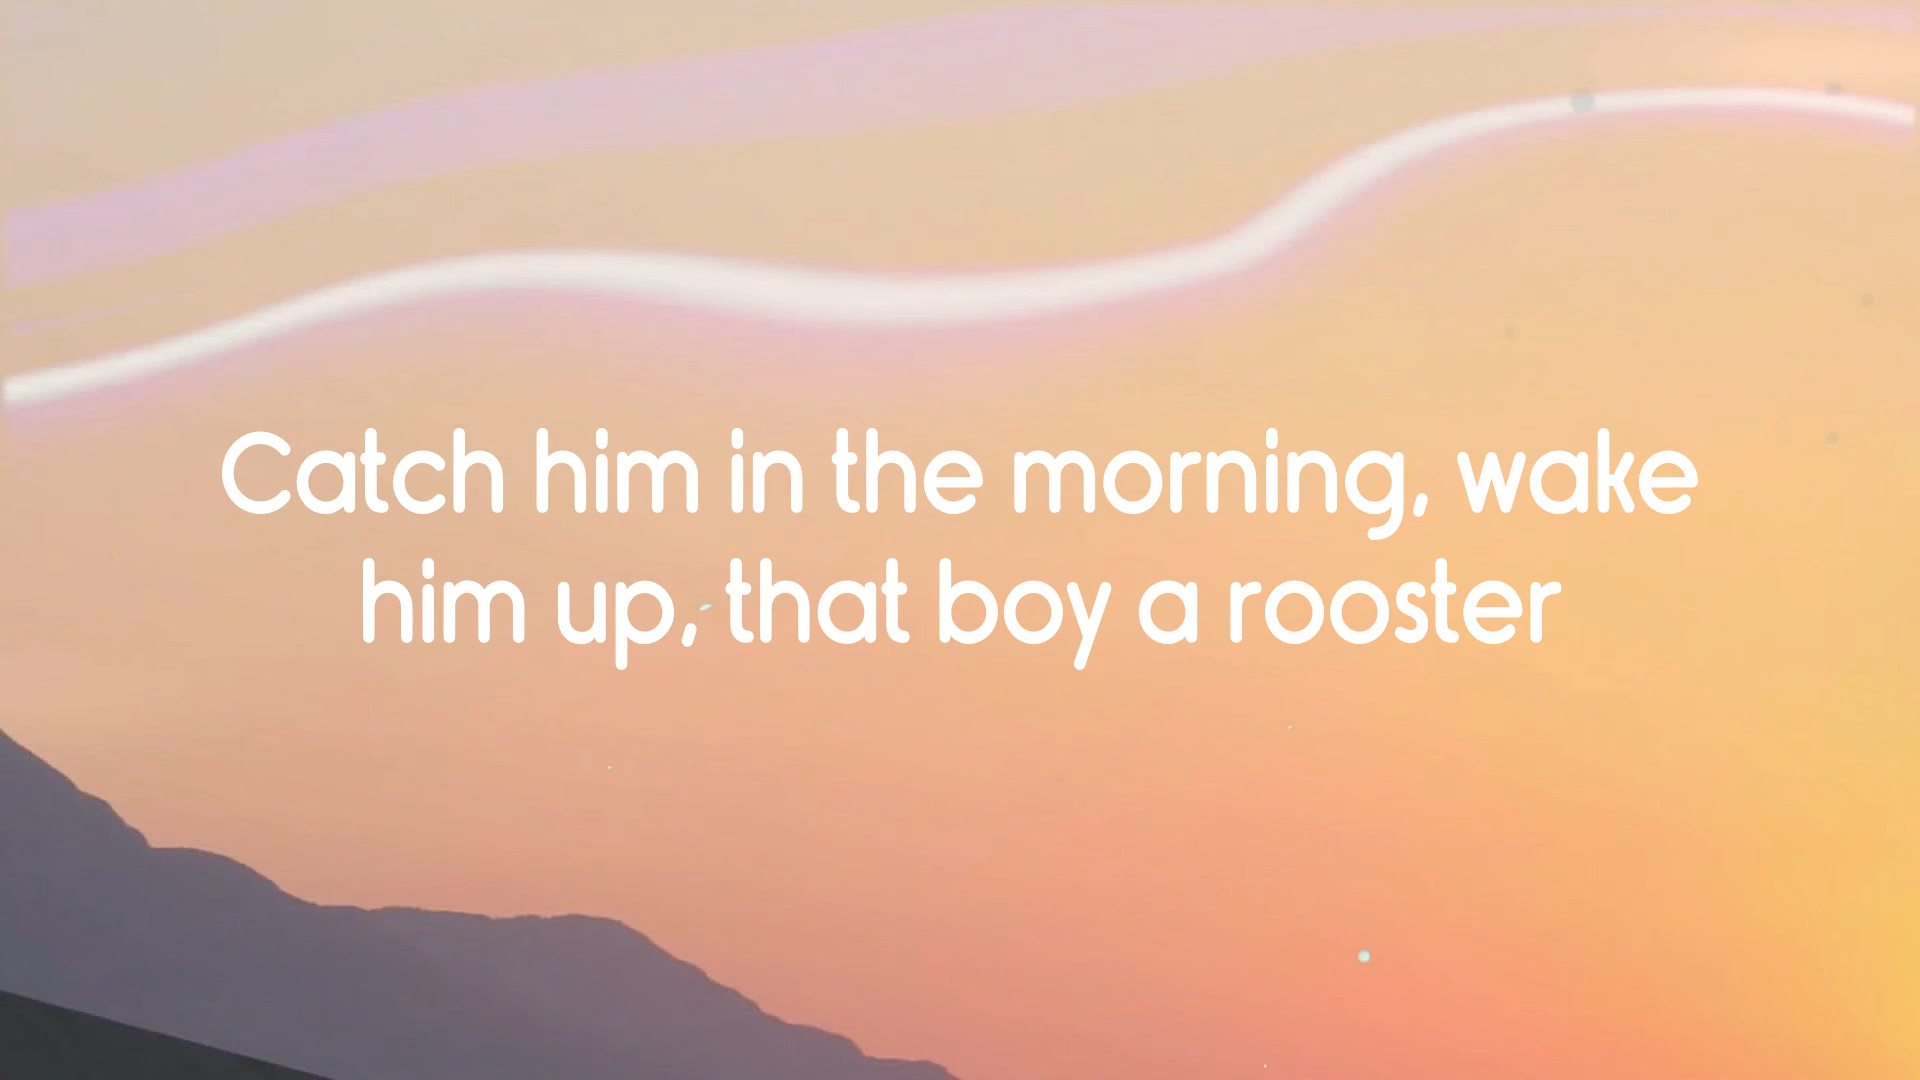 Catch him in the morning, wake
him up, that boy a rooster